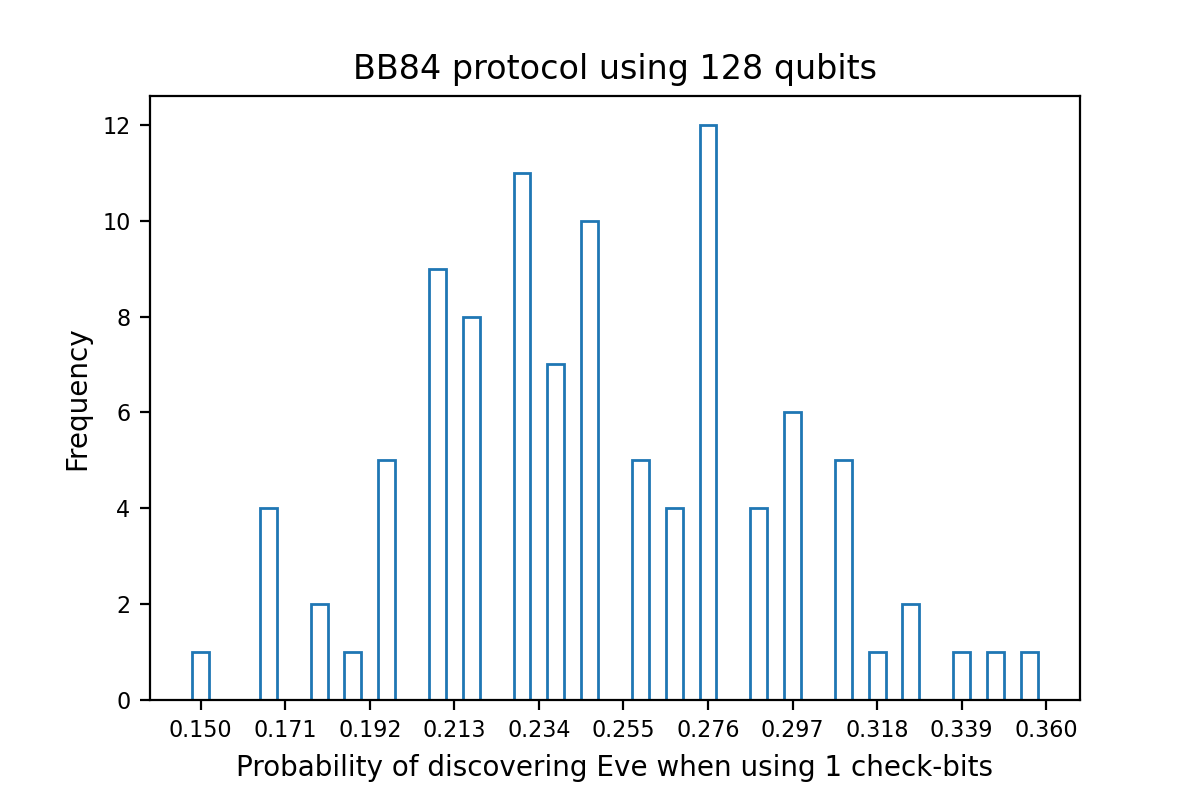 BB84 protocol using 128 qubits
12
10
8
6
4
2
0
Frequency
0.150 0.171 0.192 0.213 0.234 0.255 0.276 0.297 0.318 0.339 0.360
Probability of discovering Eve when using 1 check-bits